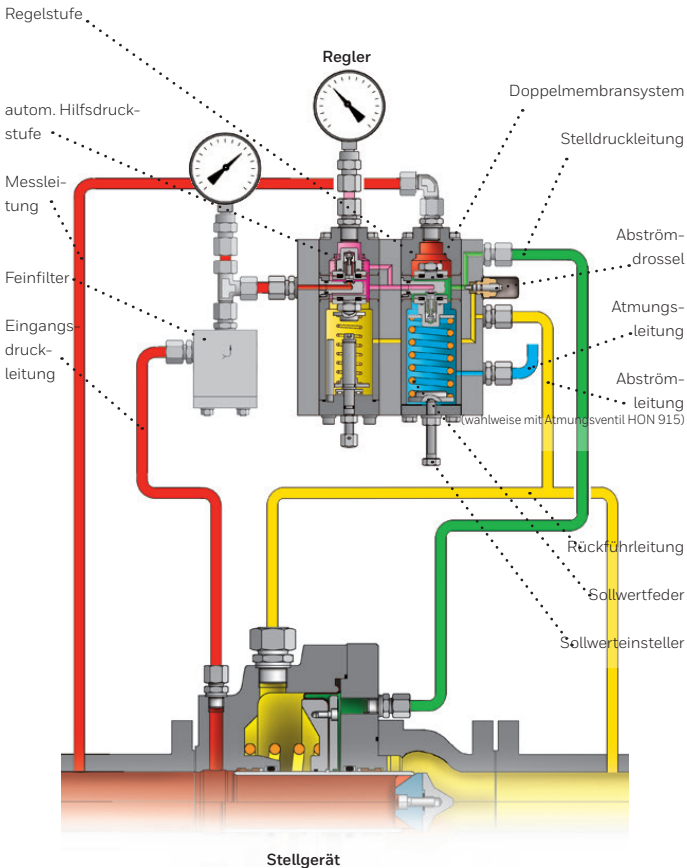 Regelstufe
Regler
Doppelmembransystem
autom. Hilfsdruck-
stufe
Stelldruckleitung
Messlei-
tung
Abström-
drossel
Feinfilter
Atmungs-
leitung
Eingangs-
druck-
leitung
Abström-
leitung
(wahlweise mit Atmungsventil HON 915)
Rückführleitung
Sollwertfeder
Sollwerteinsteller
Stellgerät